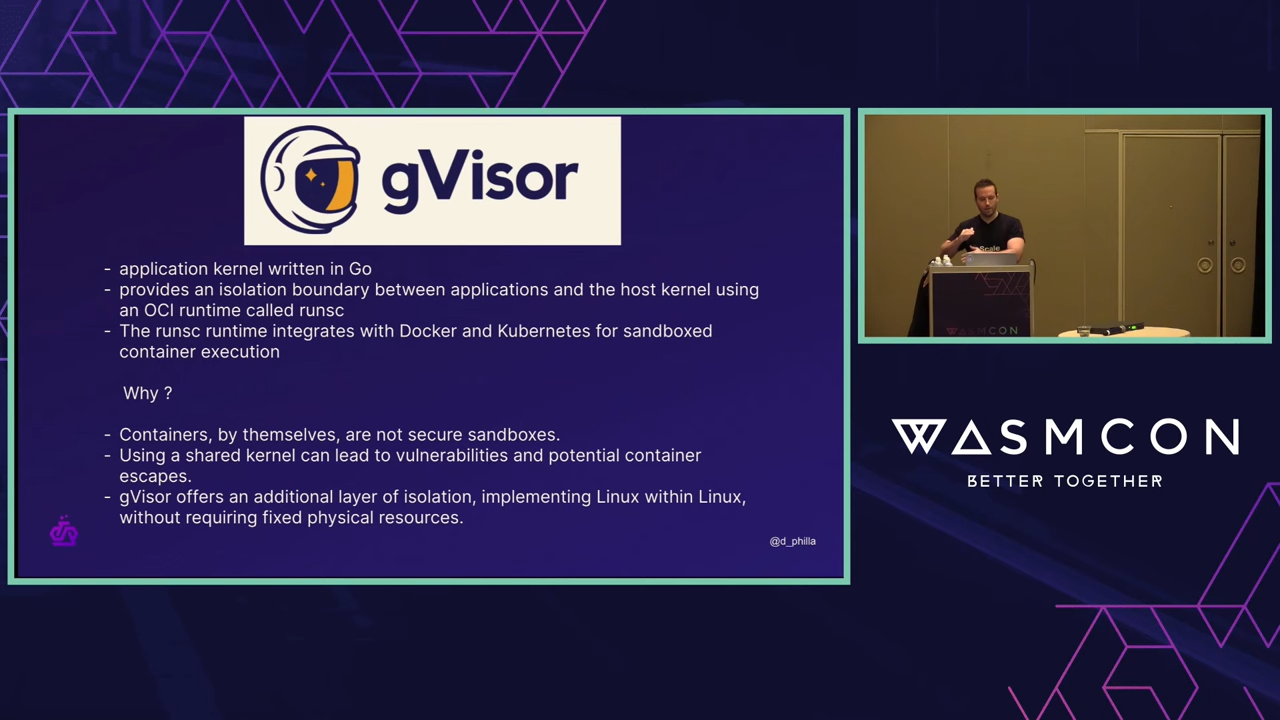 gVisor
- application kernel written in Go
- provides an isolation boundary between applications and the host kernel using
an OCI runtime called runsc
- The runsc runtime integrates with Docker and Kubernetes for sandboxed
container execution
Why ?
- Containers, by themselves, are not secure sandboxes.
- Using a shared kernel can lead to vulnerabilities and potential container
escapes.
- gVisor offers an additional layer of isolation, implementing Linux within Linux,
without requiring fixed physical resources.
@d_philla
Scale
WASMCON
WASMCON
BETTER TOGETHER